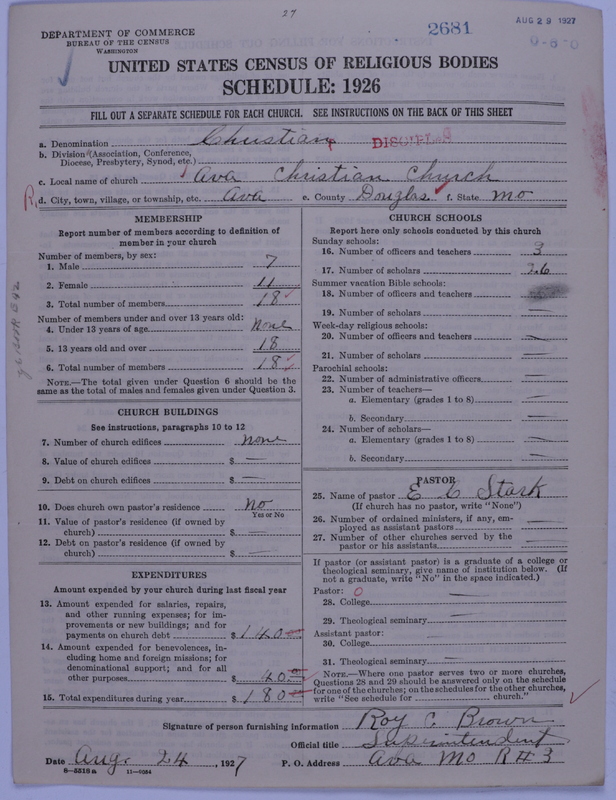 27
2681
AUG 29 1927
0-8-0
DEPARTMENT OF COMMERCE
BUREAU OF THE CENSUS
WASHINGTON
UNITED STATES CENSUS OF RELIGIOUS BODIES
SCHEDULE: 1926
FILL OUT A SEPARATE SCHEDULE FOR EACH CHURCH. SEE INSTRUCTIONS ON THE BACK OF THIS SHEET
a. Denomination Christian DISCIPLES
b. Division (Association, Conference, Diocese, Presbytery, Synod, etc.)
c. Local name of church Ava Christian Church
R. d. City, town, village, or township, etc. Ava e. County Douglas f. State Mo
MEMBERSHIP
Report number of members according to definition of member in your church
Number of members, by sex:
1. Male 7
2. Female 11
3. Total number of members 18
Number of members under and over 13 years old:
4. Under 13 years of age None
5. 13 years old and over 18
6. Total number of members 18
NOTE.—The total given under Question 6 should be the same as the total of males and females given under Question 3.
CHURCH BUILDINGS
See instructions, paragraphs 10 to 12
7. Number of church edifices none
8. Value of church edifices $ —
9. Debt on church edifices $ —
10. Does church own pastor's residence No
Yes or No
11. Value of pastor's residence (if owned by church) $ —
12. Debt on pastor's residence (if owned by church) $ —
EXPENDITURES
Amount expended by your church during last fiscal year
13. Amount expended for salaries, repairs, and other running expenses; for improvements or new buildings; and for payments on church debt $ 140 00
14. Amount expended for benevolences, including home and foreign missions; for denominational support; and for all other purposes $ 40 00
15. Total expenditures during year $ 180 00
CHURCH SCHOOLS
Report here only schools conducted by this church
Sunday schools:
16. Number of officers and teachers 3
17. Number of scholars 26
Summer vacation Bible schools:
18. Number of officers and teachers
19. Number of scholars —
Week-day religious schools:
20. Number of officers and teachers —
21. Number of scholars —
Parochial schools:
22. Number of administrative officers —
23. Number of teachers—
a. Elementary (grades 1 to 8) —
b. Secondary —
24. Number of scholars—
a. Elementary (grades 1 to 8) —
b. Secondary —
PASTOR
25. Name of pastor E C Stark
(If church has no pastor, write "None")
26. Number of ordained ministers, if any, employed as assistant pastors —
27. Number of other churches served by the pastor or his assistants —
If pastor (or assistant pastor) is a graduate of a college or theological seminary, give name of institution below. (If not a graduate, write "No" in the space indicated.)
Pastor: 0
28. College —
29. Theological seminary —
Assistant pastor:
30. College —
31. Theological seminary —
NOTE.—Where one pastor serves two or more churches, Questions 28 and 29 should be answered only on the schedule for one of the churches; on the schedules for the other churches, write "See schedule for church."
Signature of person furnishing information Roy C. Brown
Official title Superintendent
Date Aug. 24, 1927 P. O. Address Ava Mo R#3
8—5318a 11—1034